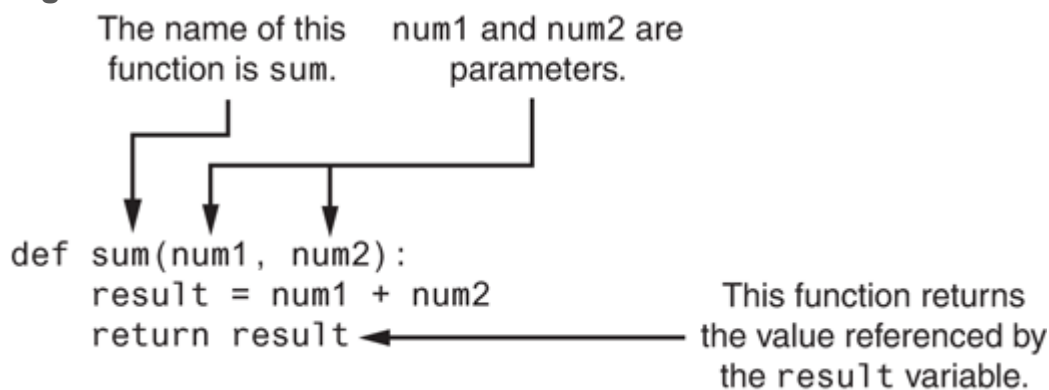 The name of this
function is sum.
num1 and num2 are
parameters.
def sum(num1, num2):
    result = num1 + num2
    return result
This function returns
the value referenced by
the result variable.